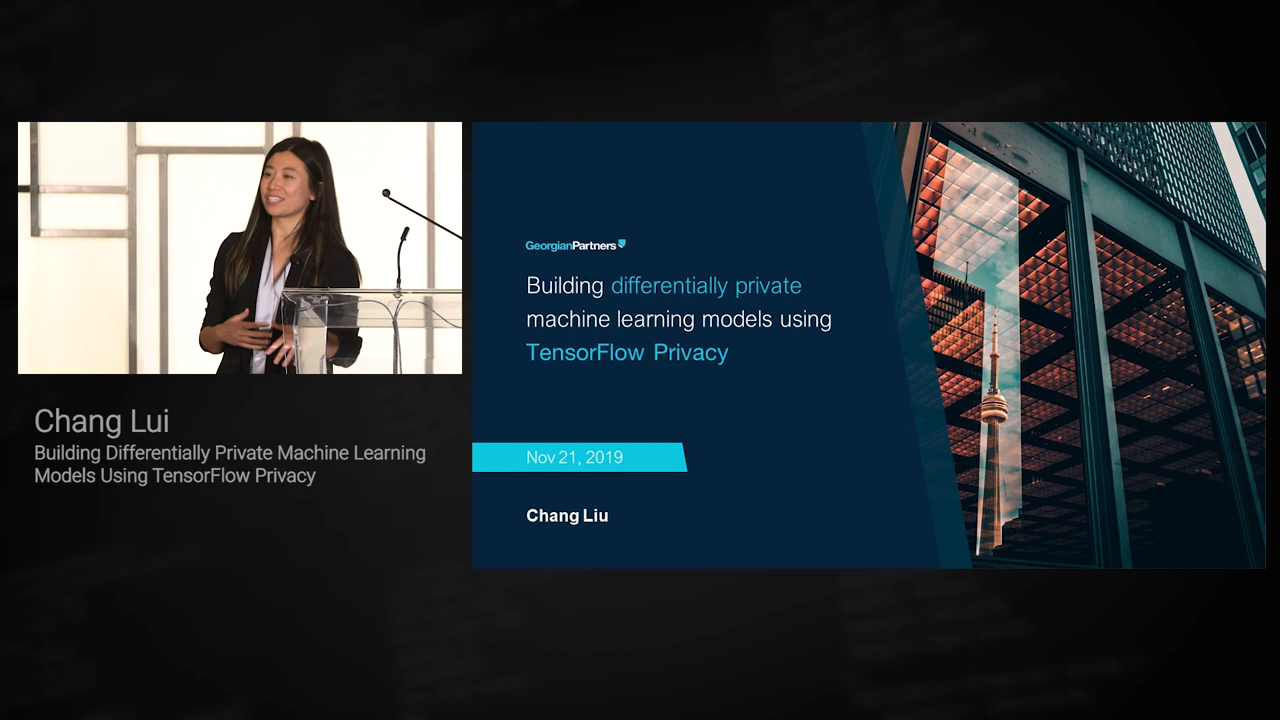 Chang Lui
Building Differentially Private Machine Learning
Models Using TensorFlow Privacy
GeorgianPartners
Building differentially private
machine learning models using
TensorFlow Privacy
Nov 21, 2019
Chang Liu